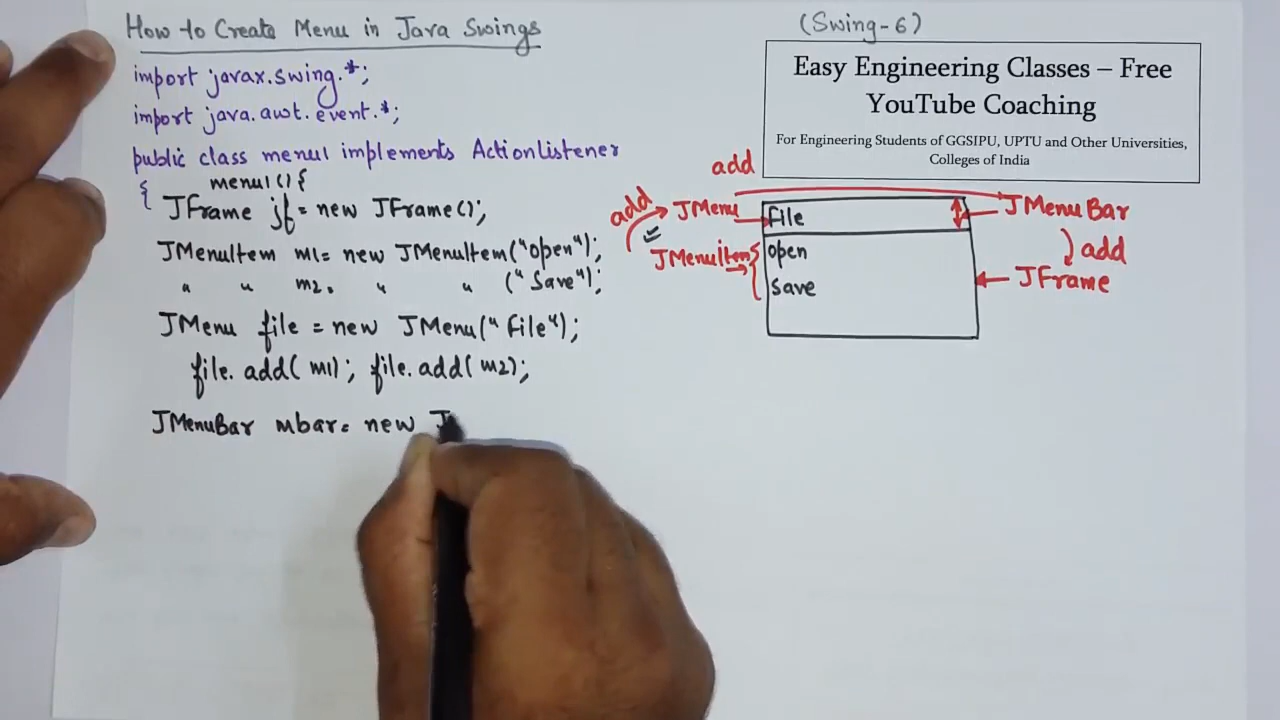 How to Create Menu in Java Swings
(Swing-6)
Easy Engineering Classes – Free
YouTube Coaching
For Engineering Students of GGSIPU, UPTU and Other Universities,
Colleges of India
import javax.swing.*;
import java.awt.event.*;
public class menu1 implements ActionListener
{ menu1(){
JFrame jf = new JFrame();
JMenuItem m1= new JMenuItem("Open");
" " m2= " " ("Save");
JMenu file = new JMenu("File");
file.add(m1); file.add(m2);
JMenuBar mbar= new J
add
add
JMenu
file
JMenuBar
JMenuItem
open
add
save
JFrame